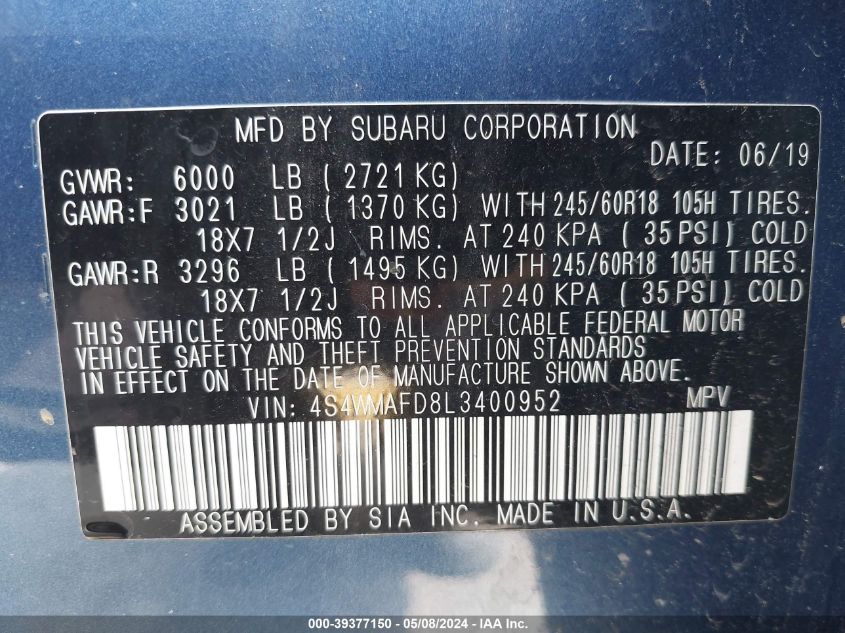 MFD BY SUBARU CORPORATION
DATE: 06/19
GVWR: 6000 LB ( 2721 KG)
GAWR:F 3021 LB ( 1370 KG) WITH 245/60R18 105H TIRES.
18X7 1/2J RIMS. AT 240 KPA ( 35 PSI) COLD
GAWR:R 3296 LB ( 1495 KG) WITH 245/60R18 105H TIRES.
18X7 1/2J RIMS. AT 240 KPA ( 35 PSI) COLD
THIS VEHICLE CONFORMS TO ALL APPLICABLE FEDERAL MOTOR
VEHICLE SAFETY AND THEFT PREVENTION STANDARDS
IN EFFECT ON THE DATE OF MANUFACTURE SHOWN ABOVE.
VIN: 4S4WMAFD8L3400952 MPV
ASSEMBLED BY SIA INC. MADE IN U.S.A.
000-39377150 - 05/08/2024 - IAA Inc.